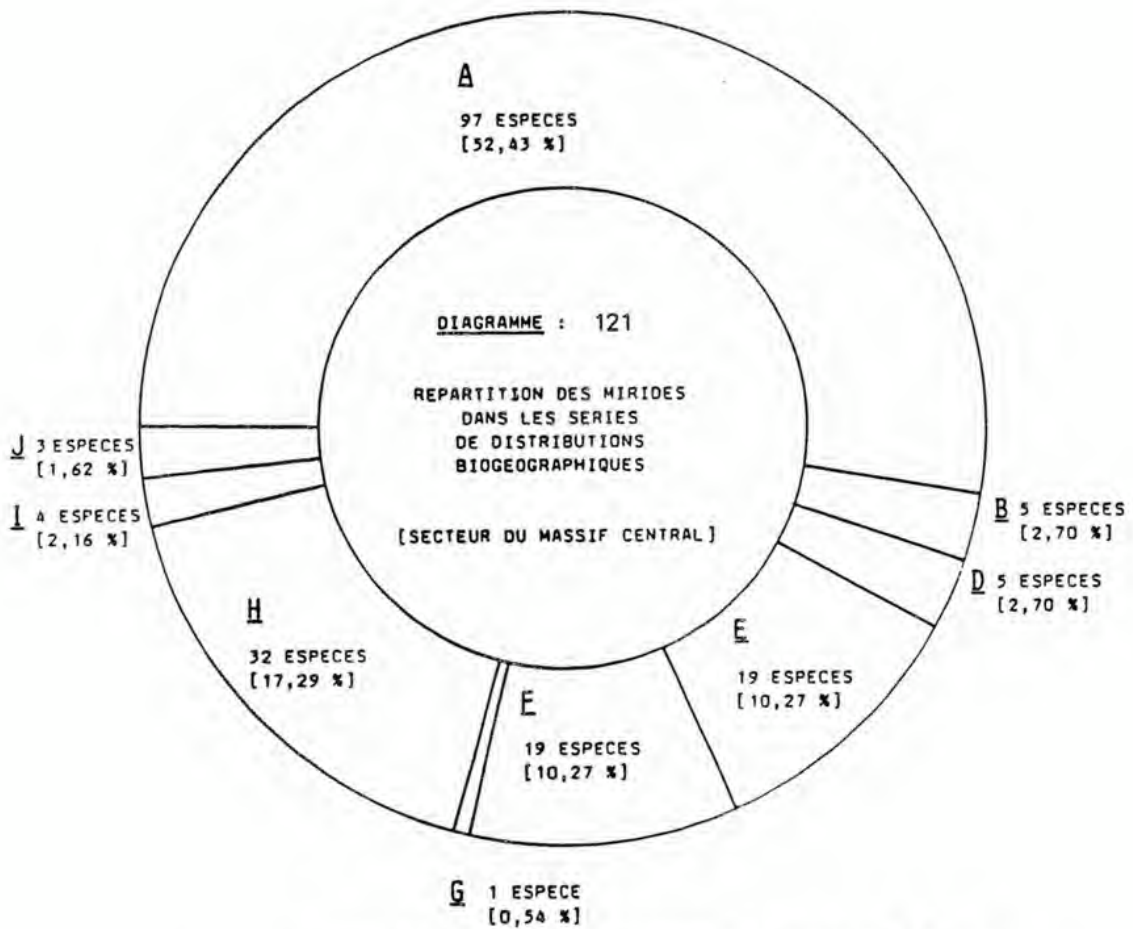 A
97 ESPECES
[52,43 %]
DIAGRAMME : 121
REPARTITION DES MIRIDES
DANS LES SERIES
DE DISTRIBUTIONS
BIOGEOGRAPHIQUES
[SECTEUR DU MASSIF CENTRAL]
J 3 ESPECES
[1,62 %]
I 4 ESPECES
[2,16 %]
B 5 ESPECES
[2,70 %]
D 5 ESPECES
[2,70 %]
E
19 ESPECES
[10,27 %]
H
32 ESPECES
[17,29 %]
F
19 ESPECES
[10,27 %]
G 1 ESPECE
[0,54 %]